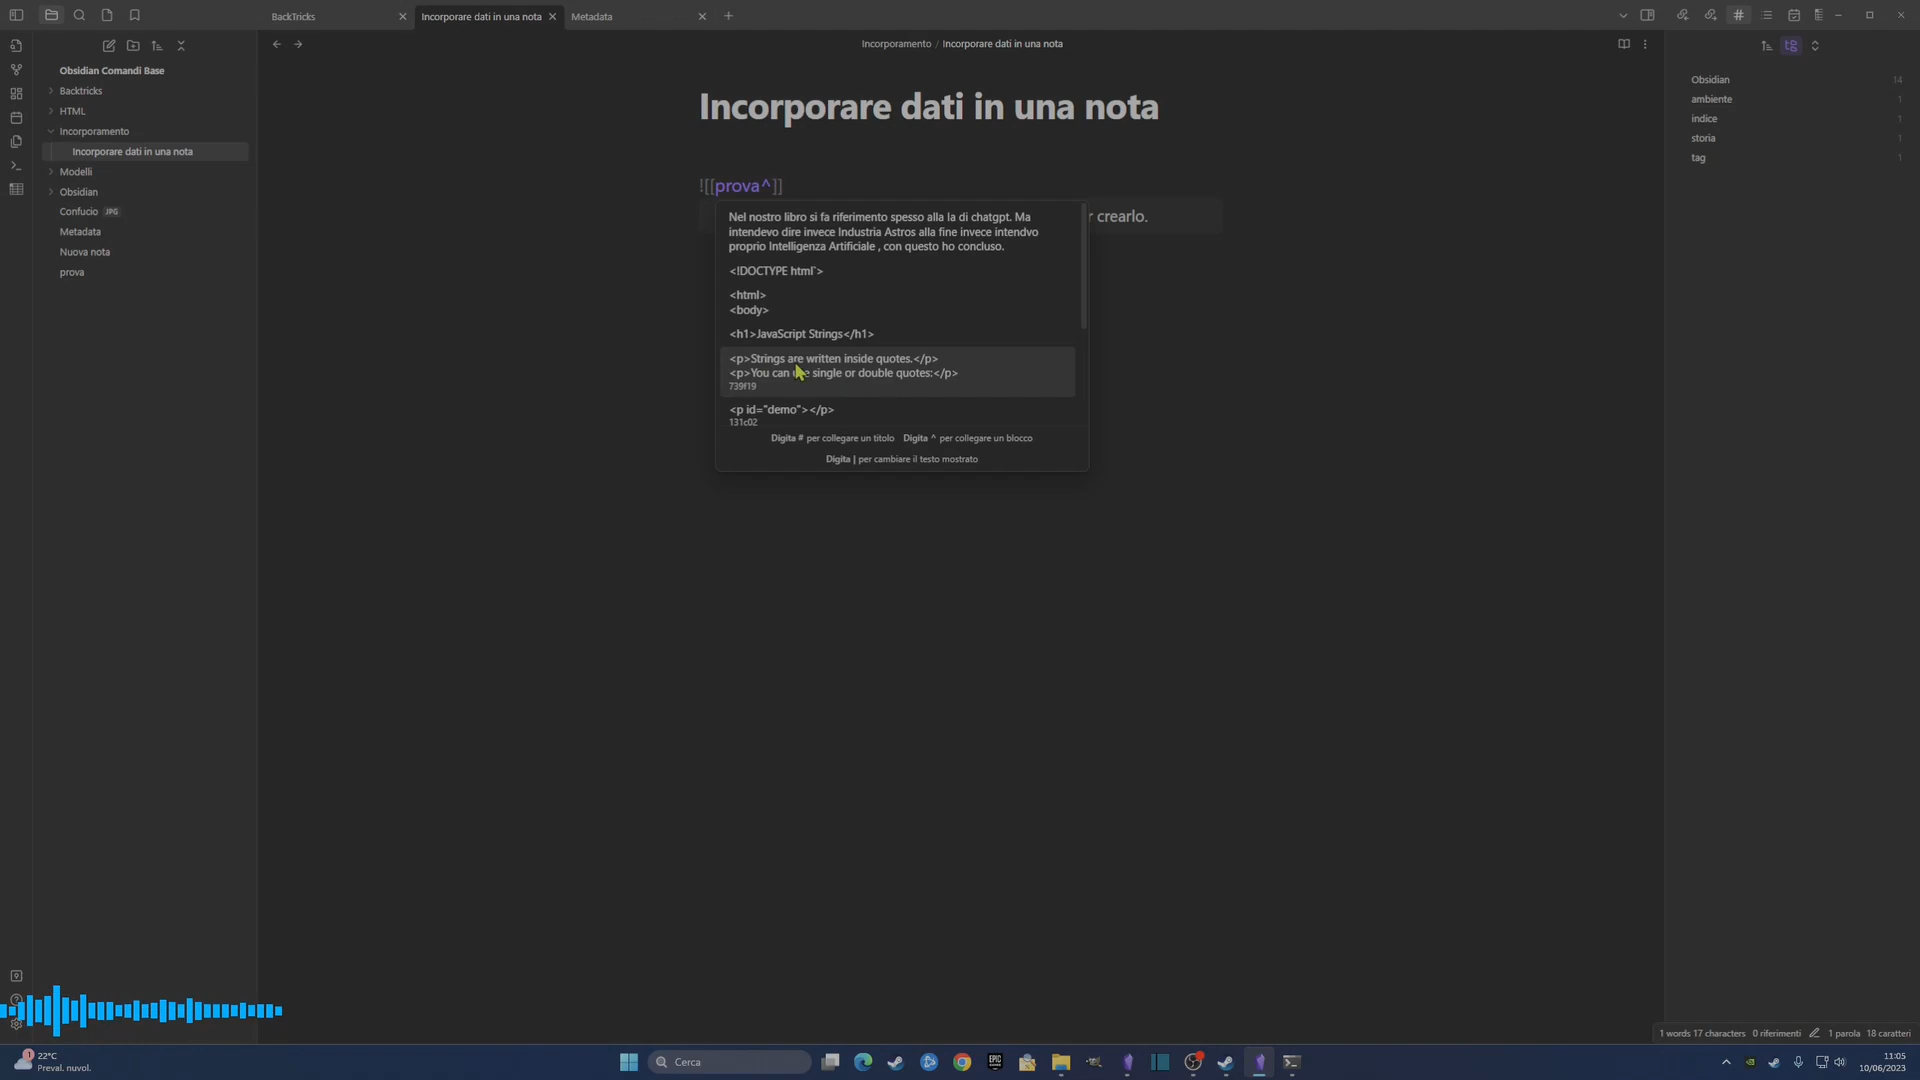 BackTricks
Incorporare dati in una nota
Metadata
Incorporamento / Incorporare dati in una nota
Obsidian Comandi Base
Backtricks
HTML
Incorporamento
Incorporare dati in una nota
Modelli
Obsidian
Confucio JPG
Metadata
Nuova nota
prova
Incorporare dati in una nota
![[prova^]]
r crearlo.
Nel nostro libro si fa riferimento spesso alla Ia di chatgpt. Ma
intendevo dire invece Industria Astros alla fine invece intendvo
proprio Intelligenza Artificiale , con questo ho concluso.
<!DOCTYPE html`>
<html>
<body>
<h1>JavaScript Strings</h1>
<p>Strings are written inside quotes.</p>
<p>You can single or double quotes:</p>
739f19
<p id="demo"></p>
131c02
Digita # per collegare un titolo Digita ^ per collegare un blocco
Digita | per cambiare il testo mostrato
Obsidian 14
ambiente 1
indice 1
storia 1
tag 1
1 words 17 characters 0 riferimenti 1 parola 18 caratteri
1
22°C
Preval. nuvol.
Cerca
EPIC
11:05
10/06/2023